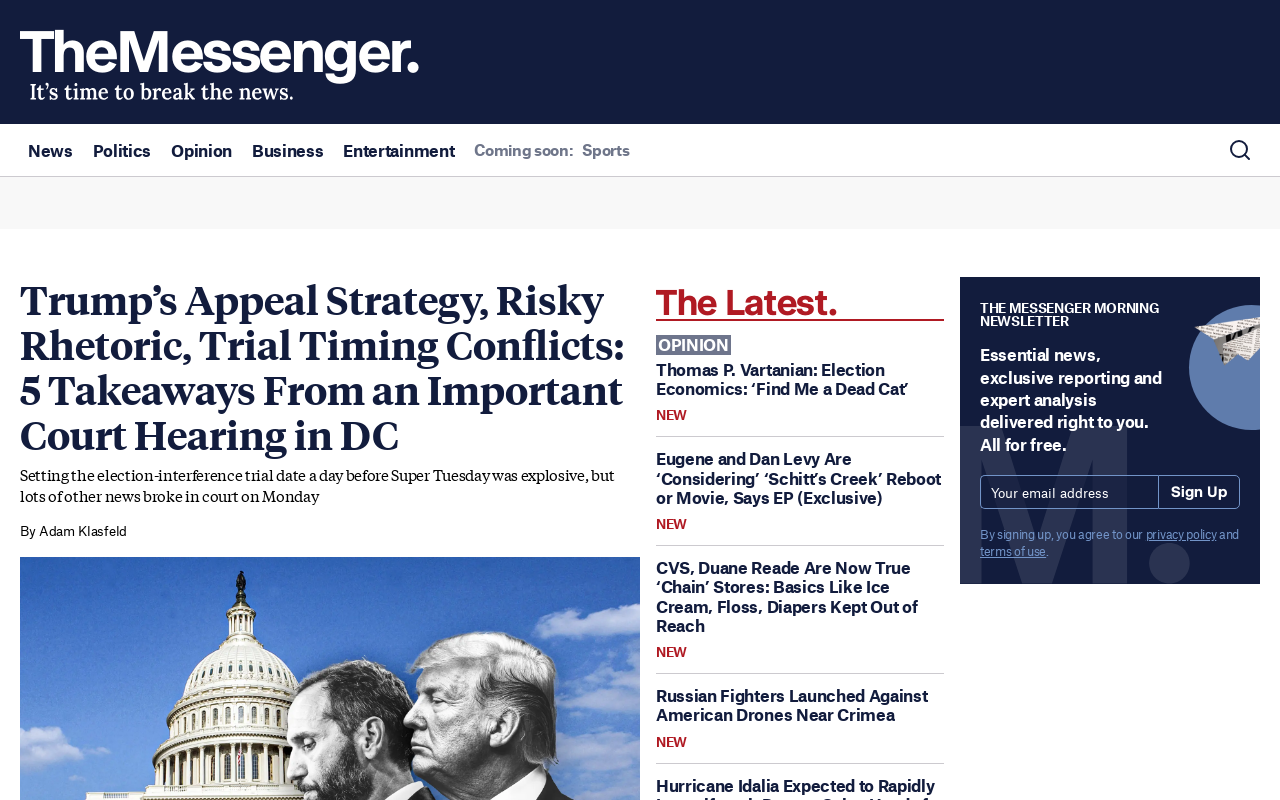 TheMessenger.
It's time to break the news.
News Politics Opinion Business Entertainment Coming soon: Sports
Trump’s Appeal Strategy, Risky
Rhetoric, Trial Timing Conflicts:
5 Takeaways From an Important
Court Hearing in DC
Setting the election-interference trial date a day before Super Tuesday was explosive, but
lots of other news broke in court on Monday
By Adam Klasfeld
The Latest.
OPINION
Thomas P. Vartanian: Election
Economics: ‘Find Me a Dead Cat’
NEW
Eugene and Dan Levy Are
‘Considering’ ‘Schitt’s Creek’ Reboot
or Movie, Says EP (Exclusive)
NEW
CVS, Duane Reade Are Now True
‘Chain’ Stores: Basics Like Ice
Cream, Floss, Diapers Kept Out of
Reach
NEW
Russian Fighters Launched Against
American Drones Near Crimea
NEW
Hurricane Idalia Expected to Rapidly
THE MESSENGER MORNING
NEWSLETTER
Essential news,
exclusive reporting and
expert analysis
delivered right to you.
All for free.
Your email address Sign Up
By signing up, you agree to our privacy policy and
terms of use.
M.